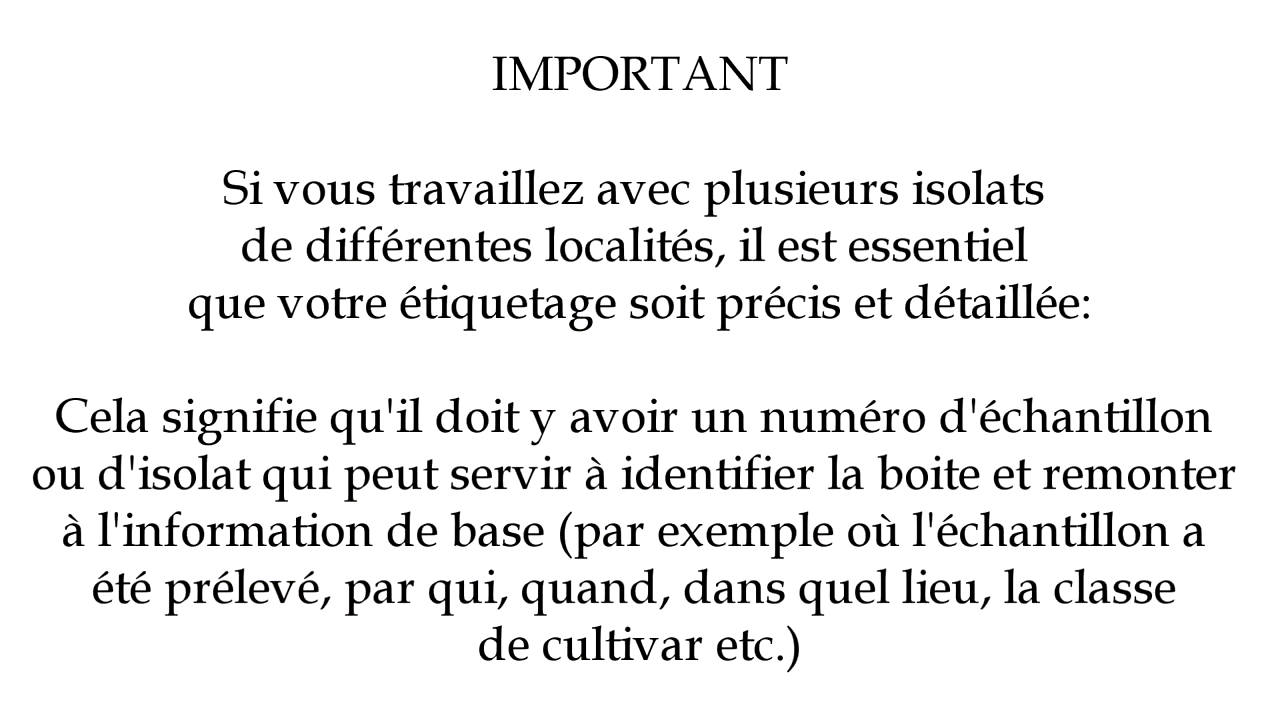 IMPORTANT
Si vous travaillez avec plusieurs isolats
de différentes localités, il est essentiel
que votre étiquetage soit précis et détaillée:
Cela signifie qu'il doit y avoir un numéro d'échantillon
ou d'isolat qui peut servir à identifier la boite et remonter
à l'information de base (par exemple où l'échantillon a
été prélevé, par qui, quand, dans quel lieu, la classe
de cultivar etc.)